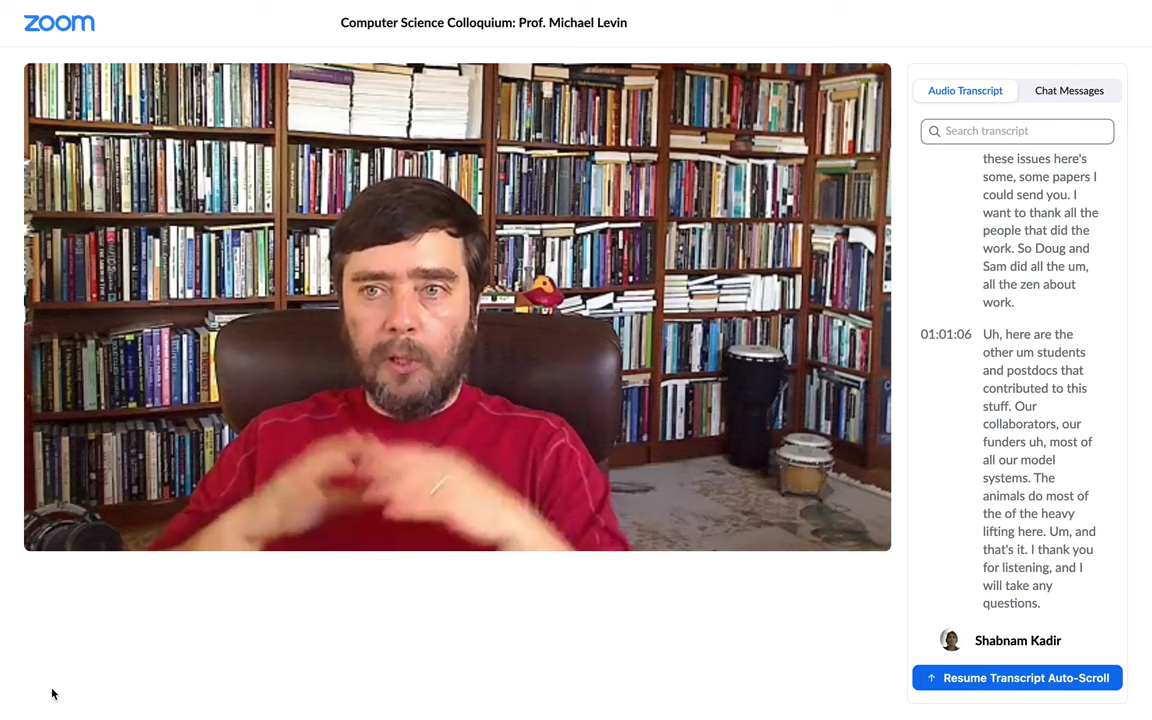 zoom
Computer Science Colloquium: Prof. Michael Levin
Audio Transcript
Chat Messages
Search transcript
these issues here's
some, some papers I
could send you. I
want to thank all the
people that did the
work. So Doug and
Sam did all the um,
all the zen about
work.
01:01:06 Uh, here are the
other um students
and postdocs that
contributed to this
stuff. Our
collaborators, our
funders uh, most of
all our model
systems. The
animals do most of
the of the heavy
lifting here. Um, and
that's it. I thank you
for listening, and I
will take any
questions.
Shabnam Kadir
Resume Transcript Auto-Scroll